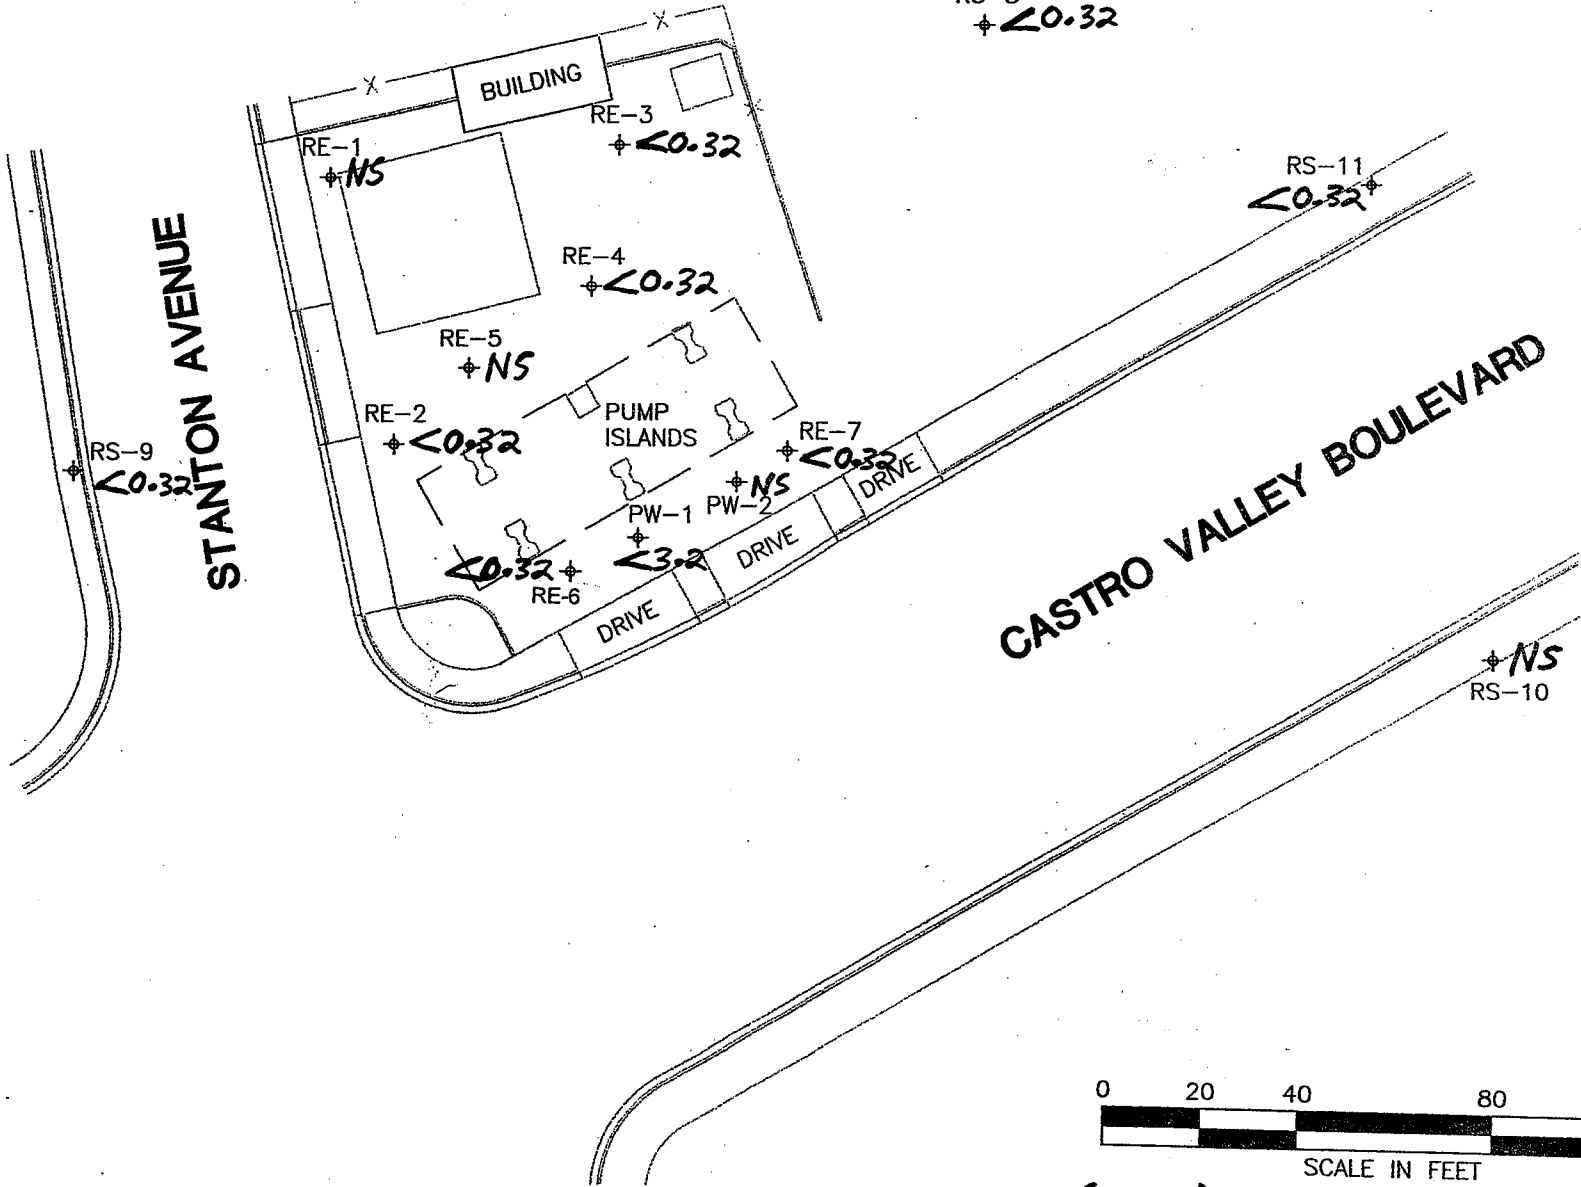 <0.32
BUILDING
RE-3
<0.32
RE-1
NS
RS-11
<0.32
RE-4
<0.32
RE-5
NS
RE-2
<0.32
PUMP
ISLANDS
RE-7
<0.32
RS-9
<0.32
STANTON AVENUE
PW-2
NS
DRIVE
PW-1
<3.2
DRIVE
<0.32
RE-6
DRIVE
CASTRO VALLEY BOULEVARD
NS
RS-10
0 20 40 80
SCALE IN FEET